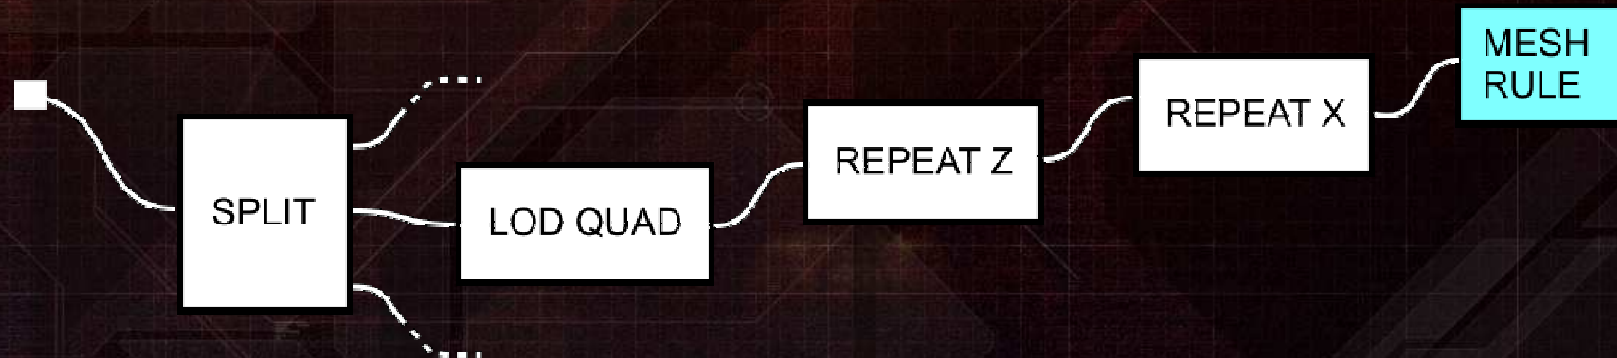 SPLIT
LOD QUAD
REPEAT Z
REPEAT X
MESH
RULE